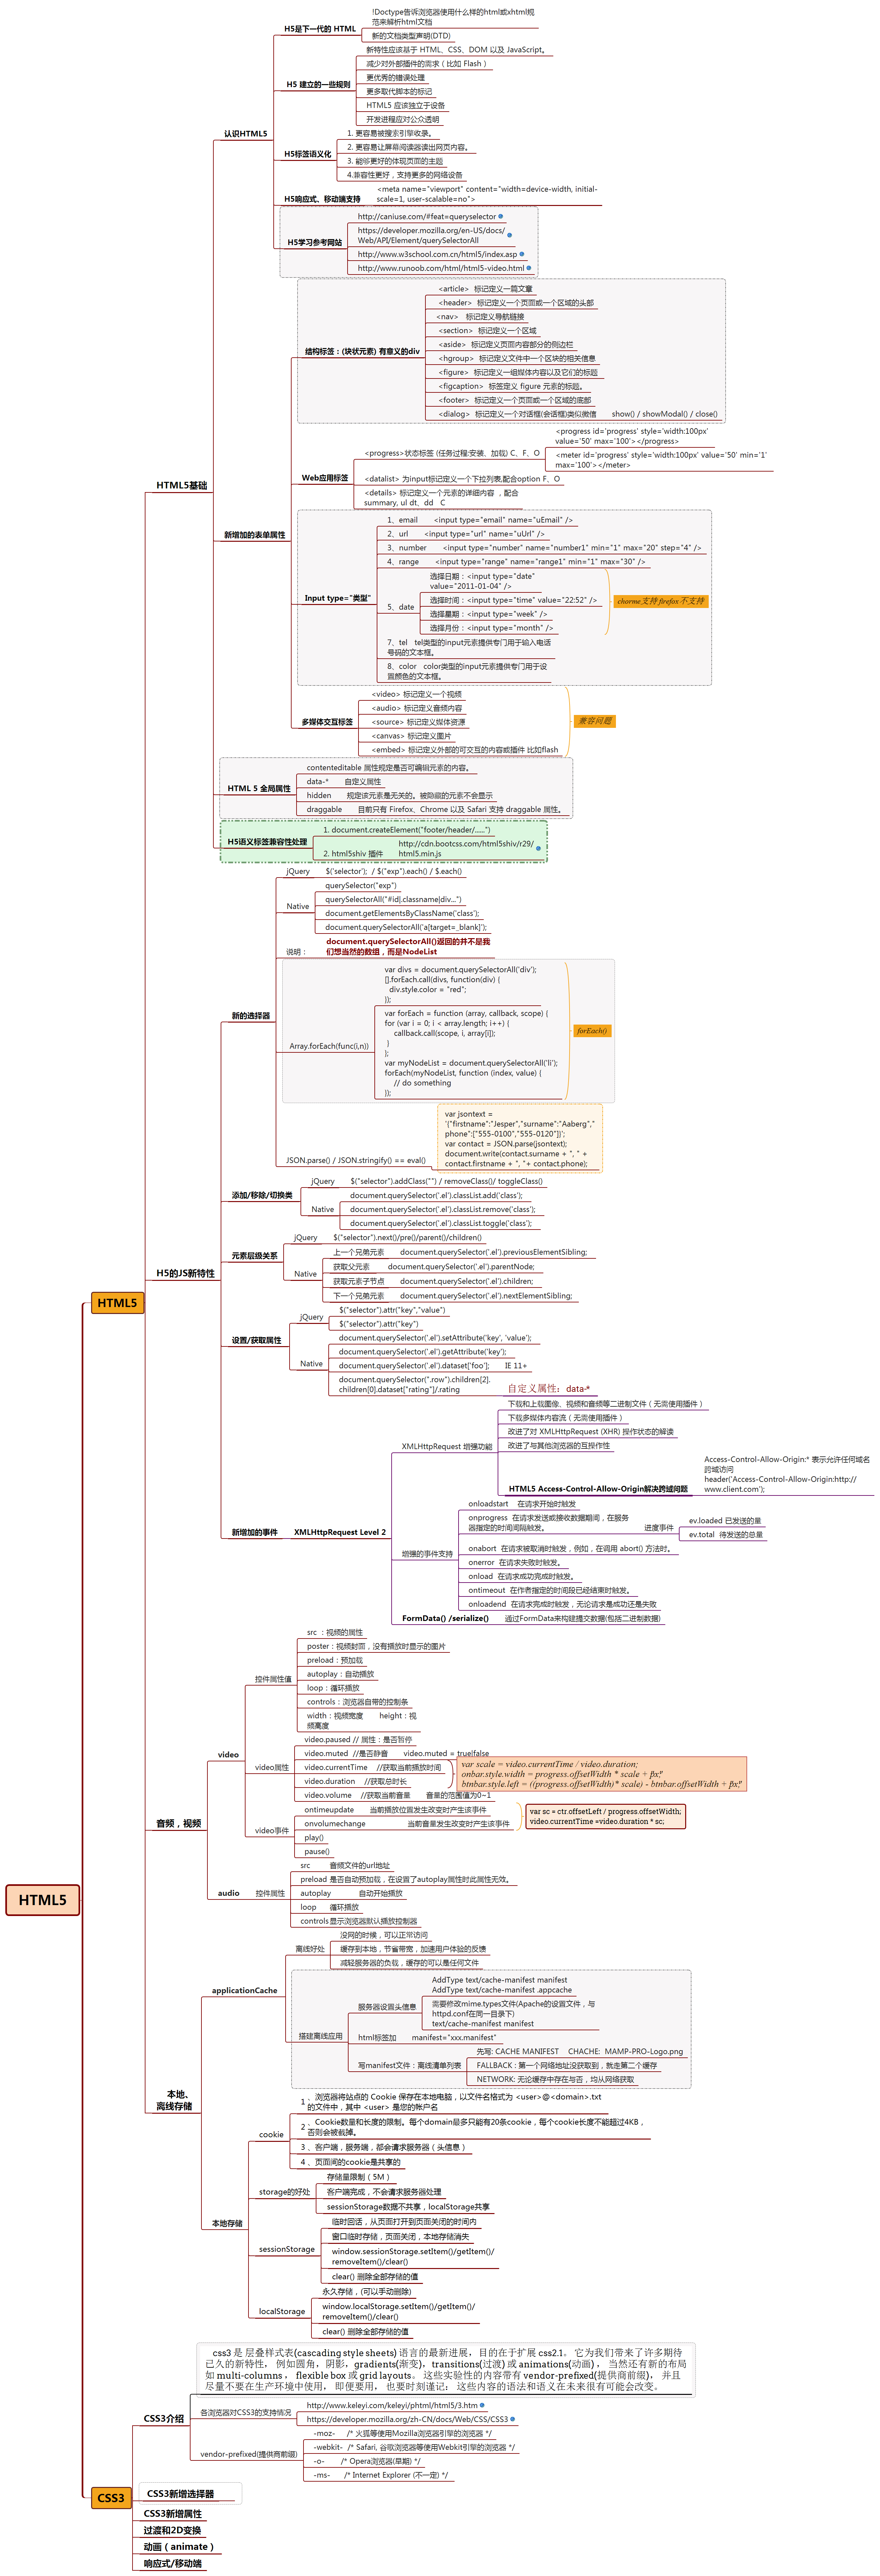 HTML5
HTML5
HTML5基础
认识HTML5
H5是下一代的 HTML
!Doctype告诉浏览器使用什么样的html或xhtml规
范来解析html文档
新的文档类型声明(DTD)
H5 建立的一些规则
新特性应该基于 HTML、CSS、DOM 以及 JavaScript。
减少对外部插件的需求（比如 Flash ）
更优秀的错误处理
更多取代脚本的标记
HTML5 应该独立于设备
开发进程应对公众透明
H5标签语义化
1. 更容易被搜索引擎收录。
2. 更容易让屏幕阅读器读出网页内容。
3. 能够更好的体现页面的主题
4.兼容性更好，支持更多的网络设备
H5响应式、移动端支持
<meta name="viewport" content="width=device-width, initial-
scale=1, user-scalable=no">
H5学习参考网站
http://caniuse.com/#feat=queryselector
https://developer.mozilla.org/en-US/docs/
Web/API/Element/querySelectorAll
http://www.w3school.com.cn/html5/index.asp
http://www.runoob.com/html/html5-video.html
新增加的表单属性
结构标签：(块状元素) 有意义的div
<article> 标记定义一篇文章
<header> 标记定义一个页面或一个区域的头部
<nav> 标记定义导航链接
<section> 标记定义一个区域
<aside> 标记定义页面内容部分的侧边栏
<hgroup> 标记定义文件中一个区块的相关信息
<figure> 标记定义一组媒体内容以及它们的标题
<figcaption> 标签定义 figure 元素的标题。
<footer> 标记定义一个页面或一个区域的底部
<dialog> 标记定义一个对话框(会话框)类似微信 show() / showModal() / close()
Web应用标签
<progress>状态标签 (任务过程:安装、加载) C、F、O
<progress id='progress' style='width:100px'
value='50' max='100'></progress>
<meter id='progress' style='width:100px' value='50' min='1'
max='100'></meter>
<datalist> 为input标记定义一个下拉列表,配合option F、O
<details> 标记定义一个元素的详细内容 ，配合
summary, ul dt、dd C
Input type="类型"
1、email <input type="email" name="uEmail" />
2、url <input type="url" name="uUrl" />
3、number <input type="number" name="number1" min="1" max="20" step="4" />
4、range <input type="range" name="range1" min="1" max="30" />
5、date
选择日期：<input type="date"
value="2011-01-04" />
选择时间：<input type="time" value="22:52" />
选择星期：<input type="week" />
选择月份：<input type="month" />
chorme 支持 firefox 不支持
7、tel tel类型的input元素提供专门用于输入电话
号码的文本框。
8、color color类型的input元素提供专门用于设
置颜色的文本框。
多媒体交互标签
<video> 标记定义一个视频
<audio> 标记定义音频内容
<source> 标记定义媒体资源
<canvas> 标记定义图片
<embed> 标记定义外部的可交互的内容或插件 比如flash
兼容问题
HTML 5 全局属性
contenteditable 属性规定是否可编辑元素的内容。
data-* 自定义属性
hidden 规定该元素是无关的。被隐藏的元素不会显示
draggable 目前只有 Firefox、Chrome 以及 Safari 支持 draggable 属性。
H5语义标签兼容性处理
1. document.createElement("footer/header/......")
2. html5shiv 插件
http://cdn.bootcss.com/html5shiv/r29/
html5.min.js
H5的JS新特性
新的选择器
jQuery $('selector'); / $("exp").each() / $.each()
Native
querySelector("exp")
querySelectorAll("#id|.classname|div...")
document.getElementsByClassName('class');
document.querySelectorAll('a[target=_blank]');
说明：
document.querySelectorAll()返回的并不是我
们想当然的数组，而是NodeList
Array.forEach(func(i,n))
var divs = document.querySelectorAll('div');
[].forEach.call(divs, function(div) {
div.style.color = "red";
});
var forEach = function (array, callback, scope) {
for (var i = 0; i < array.length; i++) {
callback.call(scope, i, array[i]);
}
};
var myNodeList = document.querySelectorAll('li');
forEach(myNodeList, function (index, value) {
// do something
});
forEach()
JSON.parse() / JSON.stringify() == eval()
var jsontext =
'{"firstname":"Jesper","surname":"Aaberg","
phone":["555-0100","555-0120"]}';
var contact = JSON.parse(jsontext);
document.write(contact.surname + ", " +
contact.firstname + ", "+ contact.phone);
添加/移除/切换类
jQuery $("selector").addClass("") / removeClass()/ toggleClass()
Native
document.querySelector('.el').classList.add('class');
document.querySelector('.el').classList.remove('class');
document.querySelector('.el').classList.toggle('class');
元素层级关系
jQuery $("selector").next()/pre()/parent()/children()
Native
上一个兄弟元素 document.querySelector('.el').previousElementSibling;
获取父元素 document.querySelector('.el').parentNode;
获取元素子节点 document.querySelector('.el').children;
下一个兄弟元素 document.querySelector('.el').nextElementSibling;
设置/获取属性
jQuery
$("selector").attr("key","value")
$("selector").attr("key")
Native
document.querySelector('.el').setAttribute('key', 'value');
document.querySelector('.el').getAttribute('key');
document.querySelector('.el').dataset['foo']; IE 11+
document.querySelector(".row").children[2].
children[0].dataset["rating"]/.rating
自定义属性：data-*
新增加的事件
XMLHttpRequest Level 2
XMLHttpRequest 增强功能
下载和上载图像、视频和音频等二进制文件（无需使用插件）
下载多媒体内容流（无需使用插件）
改进了对 XMLHttpRequest (XHR) 操作状态的解读
改进了与其他浏览器的互操作性
HTML5 Access-Control-Allow-Origin解决跨域问题
Access-Control-Allow-Origin:* 表示允许任何域名
跨域访问
header('Access-Control-Allow-Origin:http://
www.client.com');
增强的事件支持
onloadstart 在请求开始时触发
onprogress 在请求发送或接收数据期间，在服务
器指定的时间间隔触发。
进度事件
ev.loaded 已发送的量
ev.total 待发送的总量
onabort 在请求被取消时触发，例如，在调用 abort() 方法时。
onerror 在请求失败时触发。
onload 在请求成功完成时触发。
ontimeout 在作者指定的时间段已经结束时触发。
onloadend 在请求完成时触发，无论请求是成功还是失败
FormData() /serialize() 通过FormData来构建提交数据(包括二进制数据)
音频，视频
video
控件属性值
src ：视频的属性
poster：视频封面，没有播放时显示的图片
preload：预加载
autoplay：自动播放
loop：循环播放
controls：浏览器自带的控制条
width：视频宽度 height：视
频高度
video属性
video.paused // 属性：是否暂停
video.muted //是否静音 video.muted = true|false
video.currentTime //获取当前播放时间
video.duration //获取总时长
video.volume //获取当前音量 音量的范围值为0~1
var scale = video.currentTime / video.duration;
onbar.style.width = progress.offsetWidth * scale + "px";
btnbar.style.left = ((progress.offsetWidth)* scale) - btnbar.offsetWidth + "px";
video事件
ontimeupdate 当前播放位置发生改变时产生该事件
onvolumechange 当前音量发生改变时产生该事件
play()
pause()
var sc = ctr.offsetLeft / progress.offsetWidth;
video.currentTime =video.duration * sc;
audio
控件属性
src 音频文件的url地址
preload 是否自动预加载，在设置了autoplay属性时此属性无效。
autoplay 自动开始播放
loop 循环播放
controls 显示浏览器默认播放控制器
本地、
离线存储
applicationCache
离线好处
没网的时候，可以正常访问
缓存到本地，节省带宽，加速用户体验的反馈
减轻服务器的负载，缓存的可以是任何文件
搭建离线应用
服务器设置头信息
AddType text/cache-manifest manifest
AddType text/cache-manifest .appcache
需要修改mime.types文件(Apache的设置文件，与
httpd.conf在同一目录下)
text/cache-manifest manifest
html标签加 manifest="xxx.manifest"
写manifest文件：离线清单列表
先写: CACHE MANIFEST CHACHE: MAMP-PRO-Logo.png
FALLBACK : 第一个网络地址没获取到，就走第二个缓存
NETWORK: 无论缓存中存在与否，均从网络获取
本地存储
cookie
1 、浏览器将站点的 Cookie 保存在本地电脑，以文件名格式为 <user>@<domain>.txt
的文件中，其中 <user> 是您的帐户名
2 、Cookie数量和长度的限制。每个domain最多只能有20条cookie，每个cookie长度不能超过4KB，
否则会被截掉。
3 、客户端，服务端，都会请求服务器（头信息）
4 、页面间的cookie是共享的
storage的好处
存储量限制（5M）
客户端完成，不会请求服务器处理
sessionStorage数据不共享，localStorage共享
sessionStorage
临时回话，从页面打开到页面关闭的时间内
窗口临时存储，页面关闭，本地存储消失
window.sessionStorage.setItem()/getItem()/
removeItem()/clear()
clear() 删除全部存储的值
localStorage
永久存储，(可以手动删除)
window.localStorage.setItem()/getItem()/
removeItem()/clear()
clear() 删除全部存储的值
CSS3
CSS3介绍
css3 是 层叠样式表(cascading style sheets) 语言的最新进展，目的在于扩展 css2.1。 它为我们带来了许多期待
已久的新特性， 例如圆角，阴影，gradients(渐变)，transitions(过渡) 或 animations(动画) ， 当然还有新的布局
如 multi-columns ， flexible box 或 grid layouts。 这些实验性的内容带有 vendor-prefixed(提供商前缀)， 并且
尽量不要在生产环境中使用， 即便要用， 也要时刻谨记： 这些内容的语法和语义在未来很有可能会改变。
各浏览器对CSS3的支持情况
http://www.keleyi.com/keleyi/phtml/html5/3.htm
https://developer.mozilla.org/zh-CN/docs/Web/CSS/CSS3
vendor-prefixed(提供商前缀)
-moz- /* 火狐等使用Mozilla浏览器引擎的浏览器 */
-webkit- /* Safari, 谷歌浏览器等使用Webkit引擎的浏览器 */
-o- /* Opera浏览器(早期) */
-ms- /* Internet Explorer (不一定) */
CSS3新增选择器
CSS3新增属性
过渡和2D变换
动画（animate）
响应式/移动端